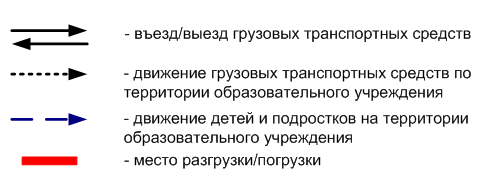 - въезд/выезд грузовых транспортных средств
- движение грузовых транспортных средств по
территории образовательного учреждения
- движение детей и подростков на территории
образовательного учреждения
- место разгрузки/погрузки